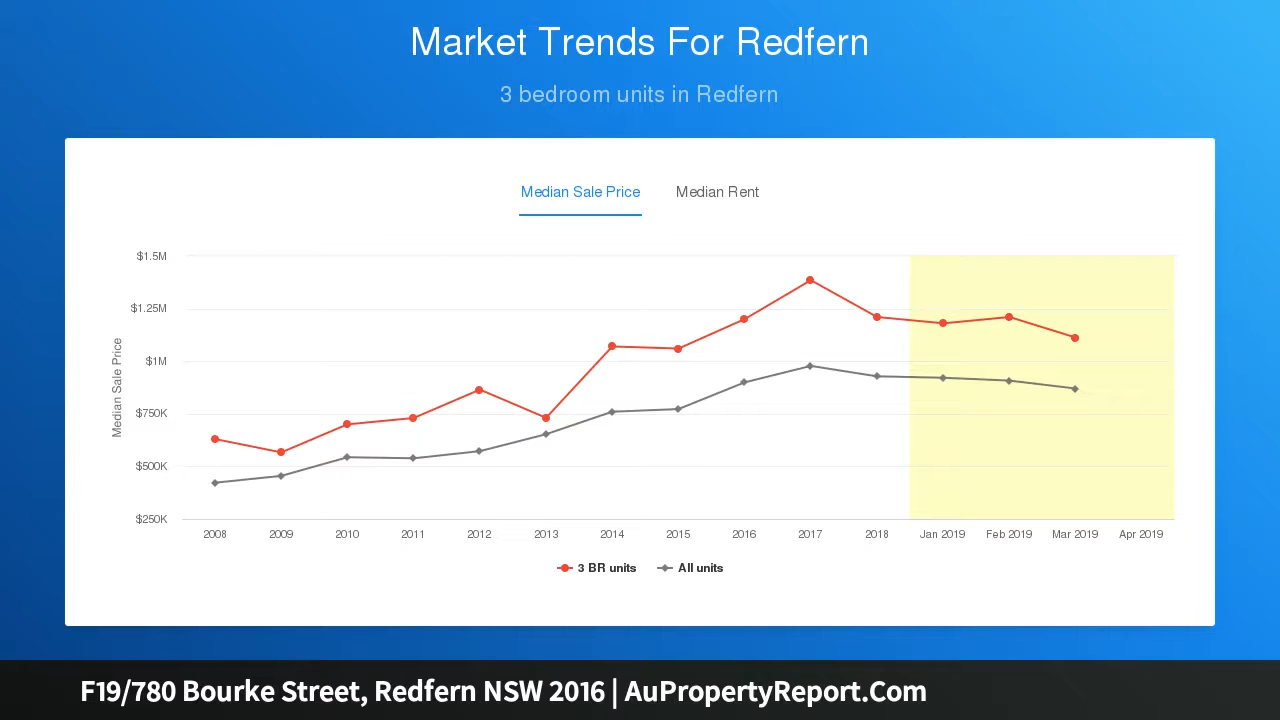 Market Trends For Redfern
3 bedroom units in Redfern
Median Sale Price Median Rent
$1.5M
$1.25M
$1M
$750K
$500K
$250K
Median Sale Price
2008 2009 2010 2011 2012 2013 2014 2015 2016 2017 2018 Jan 2019 Feb 2019 Mar 2019 Apr 2019
3 BR units All units
F19/780 Bourke Street, Redfern NSW 2016 | AuPropertyReport.Com